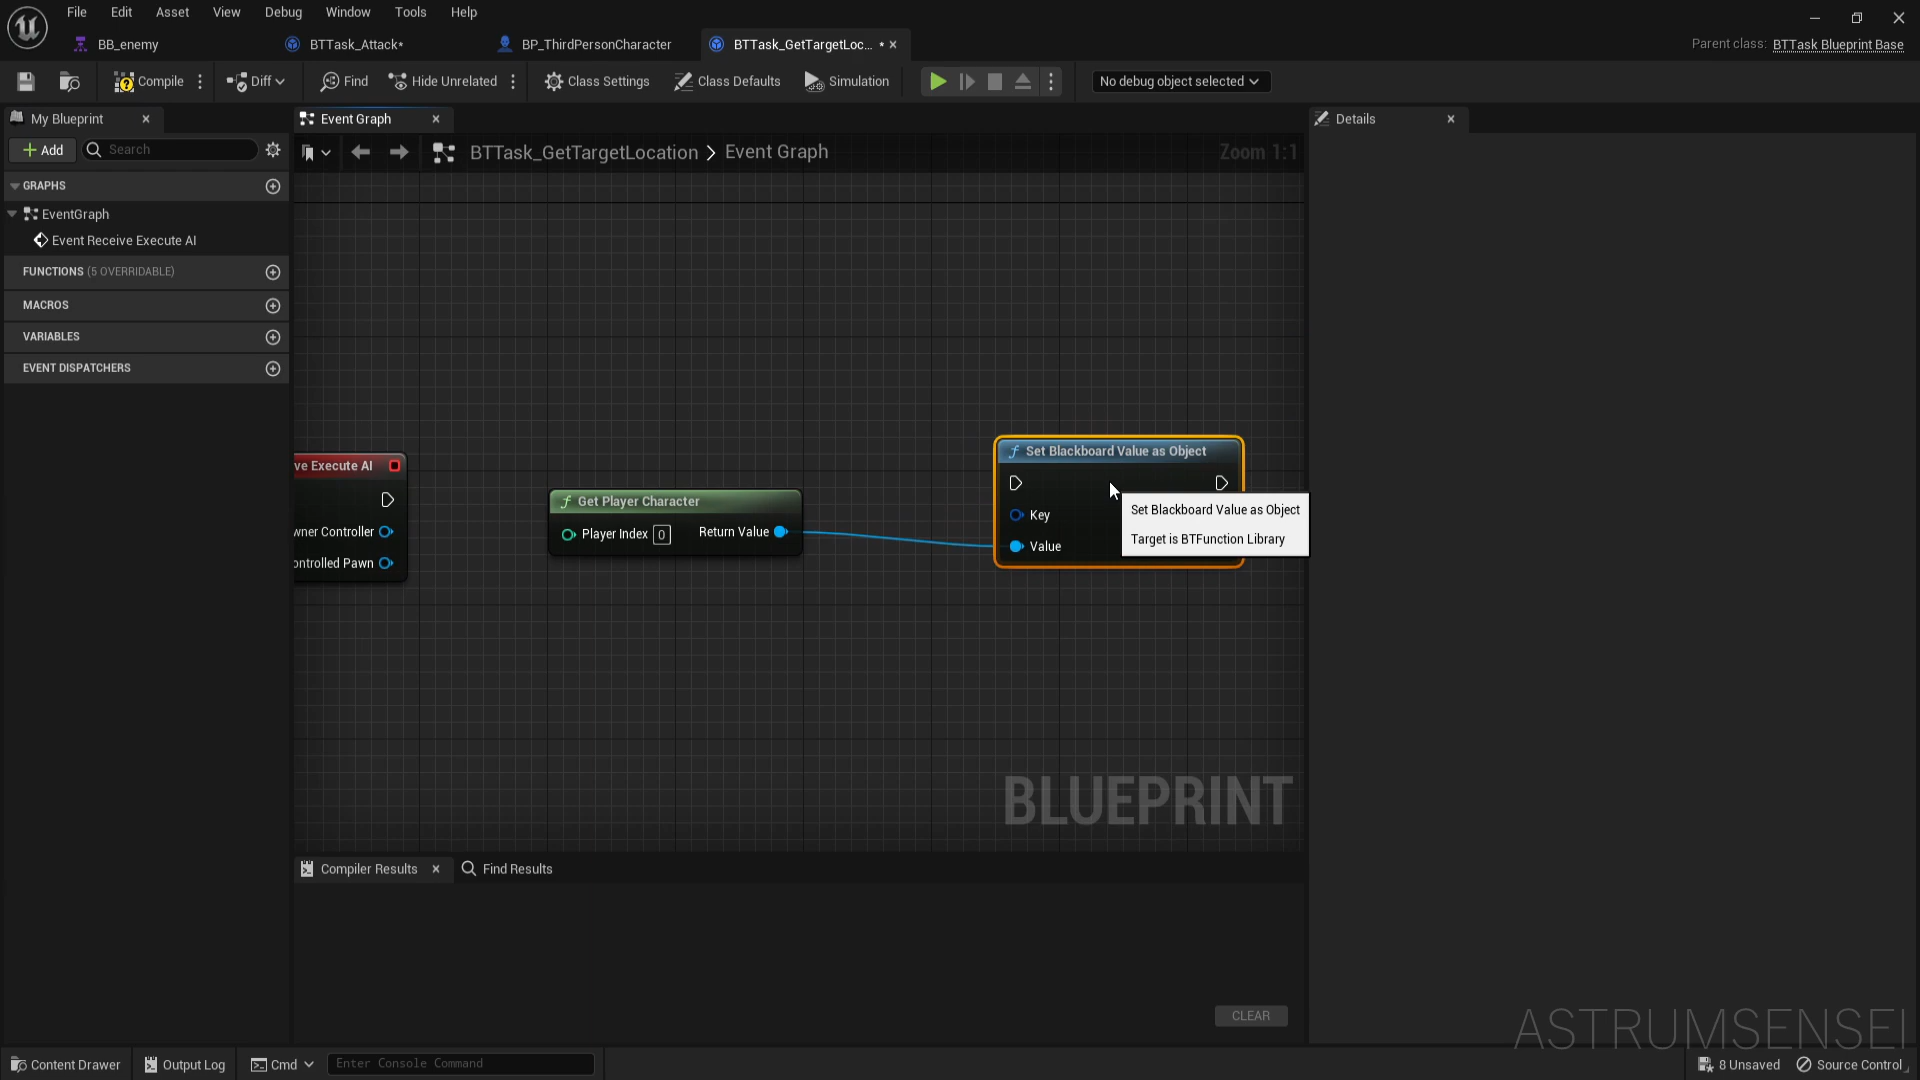 File Edit View Debug Window Tools Help
BB_enemy BTTask_Attack* BP_ThirdPersonCharacter BTTask_GetTargetLoc... * Parent class: BTTask Blueprint Base
Compile Diff Find Hide Unrelated Class Settings Class Defaults Simulation No debug object selected
My Blueprint Event Graph Details
+ Add Search BTTask_GetTargetLocation > Event Graph Zoom 1:1
GRAPHS
EventGraph
Event Receive Execute AI
FUNCTIONS (5 OVERRIDABLE)
MACROS
VARIABLES
EVENT DISPATCHERS
ve Execute AI
wner Controller
ontrolled Pawn
f Get Player Character
Player Index 0 Return Value
f Set Blackboard Value as Object
Key
Value
Set Blackboard Value as Object
Target is BTFunction Library
BLUEPRINT
Compiler Results Find Results
CLEAR
ASTRUMSENSEI
Content Drawer Output Log Cmd Enter Console Command 8 Unsaved Source Control